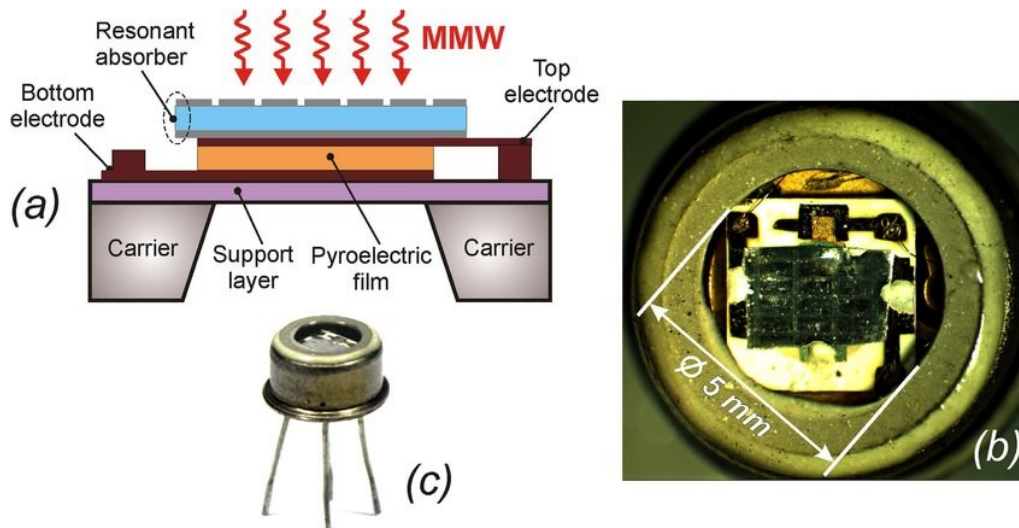 Resonant
absorber
MMW
Top
electrode
Bottom
electrode
(a)
Carrier
Support
layer
Pyroelectric
film
Carrier
(c)
Ø 5 mm
(b)